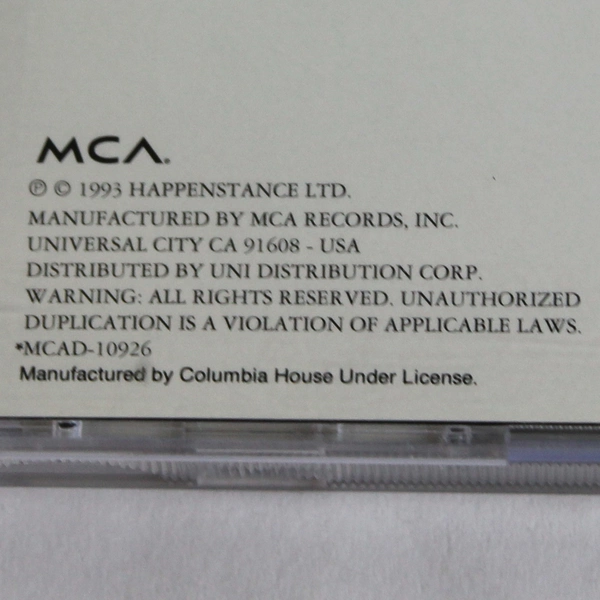 MCA.
℗ © 1993 HAPPENSTANCE LTD.
MANUFACTURED BY MCA RECORDS, INC.
UNIVERSAL CITY CA 91608 - USA
DISTRIBUTED BY UNI DISTRIBUTION CORP.
WARNING: ALL RIGHTS RESERVED. UNAUTHORIZED
DUPLICATION IS A VIOLATION OF APPLICABLE LAWS.
*MCAD-10926
Manufactured by Columbia House Under License.